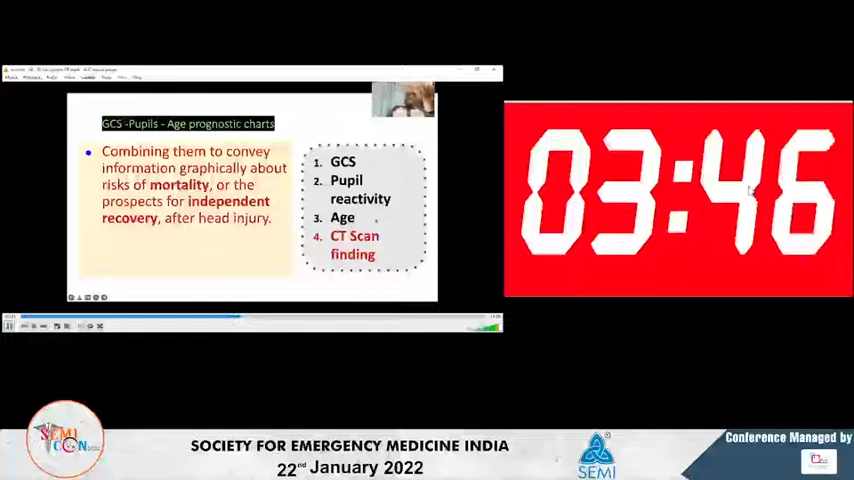 GCS -Pupils - Age prognostic charts
Combining them to convey
information graphically about
risks of mortality, or the
prospects for independent
recovery, after head injury.
1. GCS
2. Pupil
reactivity
3. Age
4. CT Scan
finding
03:46
SEMI
CON
SOCIETY FOR EMERGENCY MEDICINE INDIA
22nd January 2022
SEMI
Conference Managed by